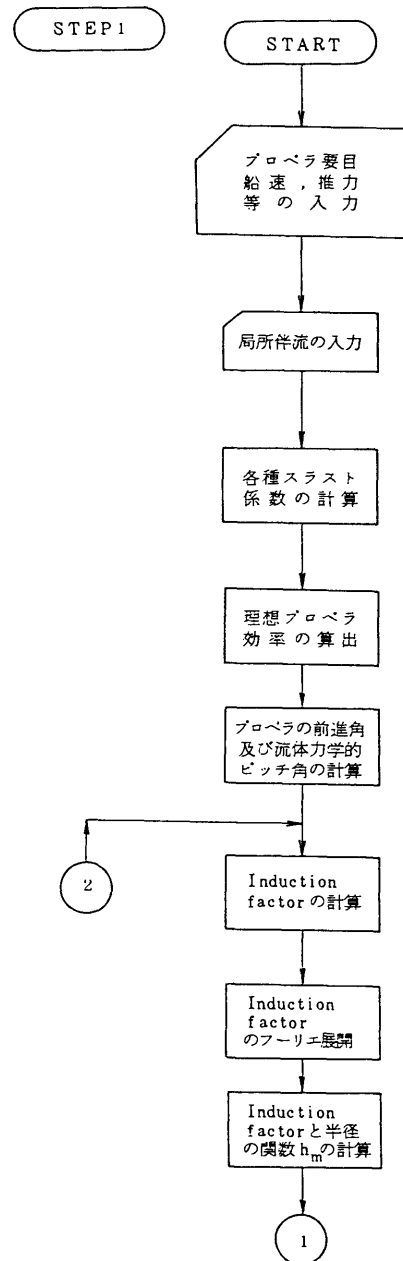 STEP1
START
プロペラ要目
船速,推力
等の入力
局所伴流の入力
各種スラスト
係数の計算
理想プロペラ
効率の算出
プロペラの前進角
及び流体力学的
ピッチ角の計算
2
Induction
factorの計算
Induction
factor
のフーリエ展開
Induction
factorと半径
の関数hmの計算
1